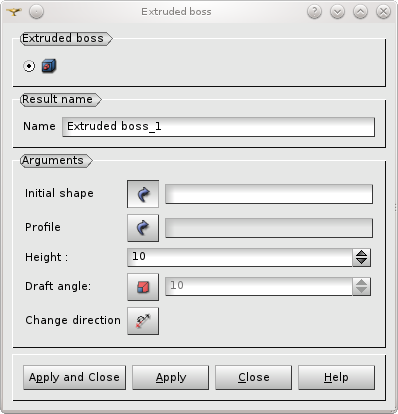 Extruded boss
Extruded boss
Result name
Name Extruded boss_1
Arguments
Initial shape
Profile
Height : 10
Draft angle: 10
Change direction
Apply and Close Apply Close Help